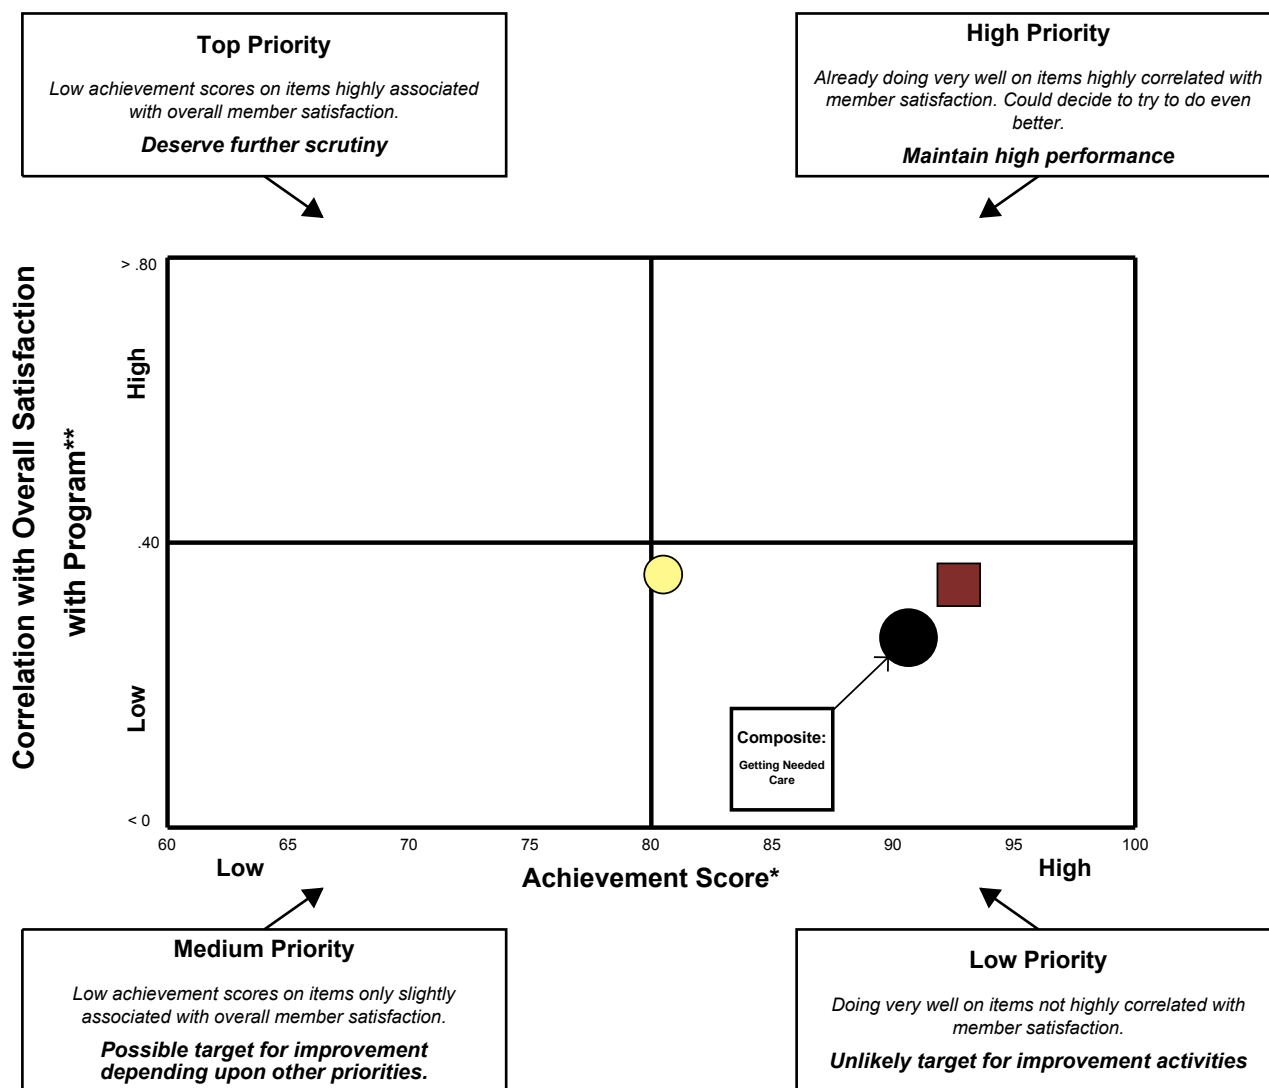 Top Priority
Low achievement scores on items highly associated
with overall member satisfaction.
Deserve further scrutiny
High Priority
Already doing very well on items highly correlated with
member satisfaction. Could decide to try to do even
better.
Maintain high performance
Correlation with Overall Satisfaction
with Program**
> .80
High
.40
Low
< 0
Composite:
Getting Needed
Care
60 65 70 75 80 85 90 95 100
Low
Achievement Score*
High
Medium Priority
Low achievement scores on items only slightly
associated with overall member satisfaction.
Possible target for improvement
depending upon other priorities.
Low Priority
Doing very well on items not highly correlated with
member satisfaction.
Unlikely target for improvement activities